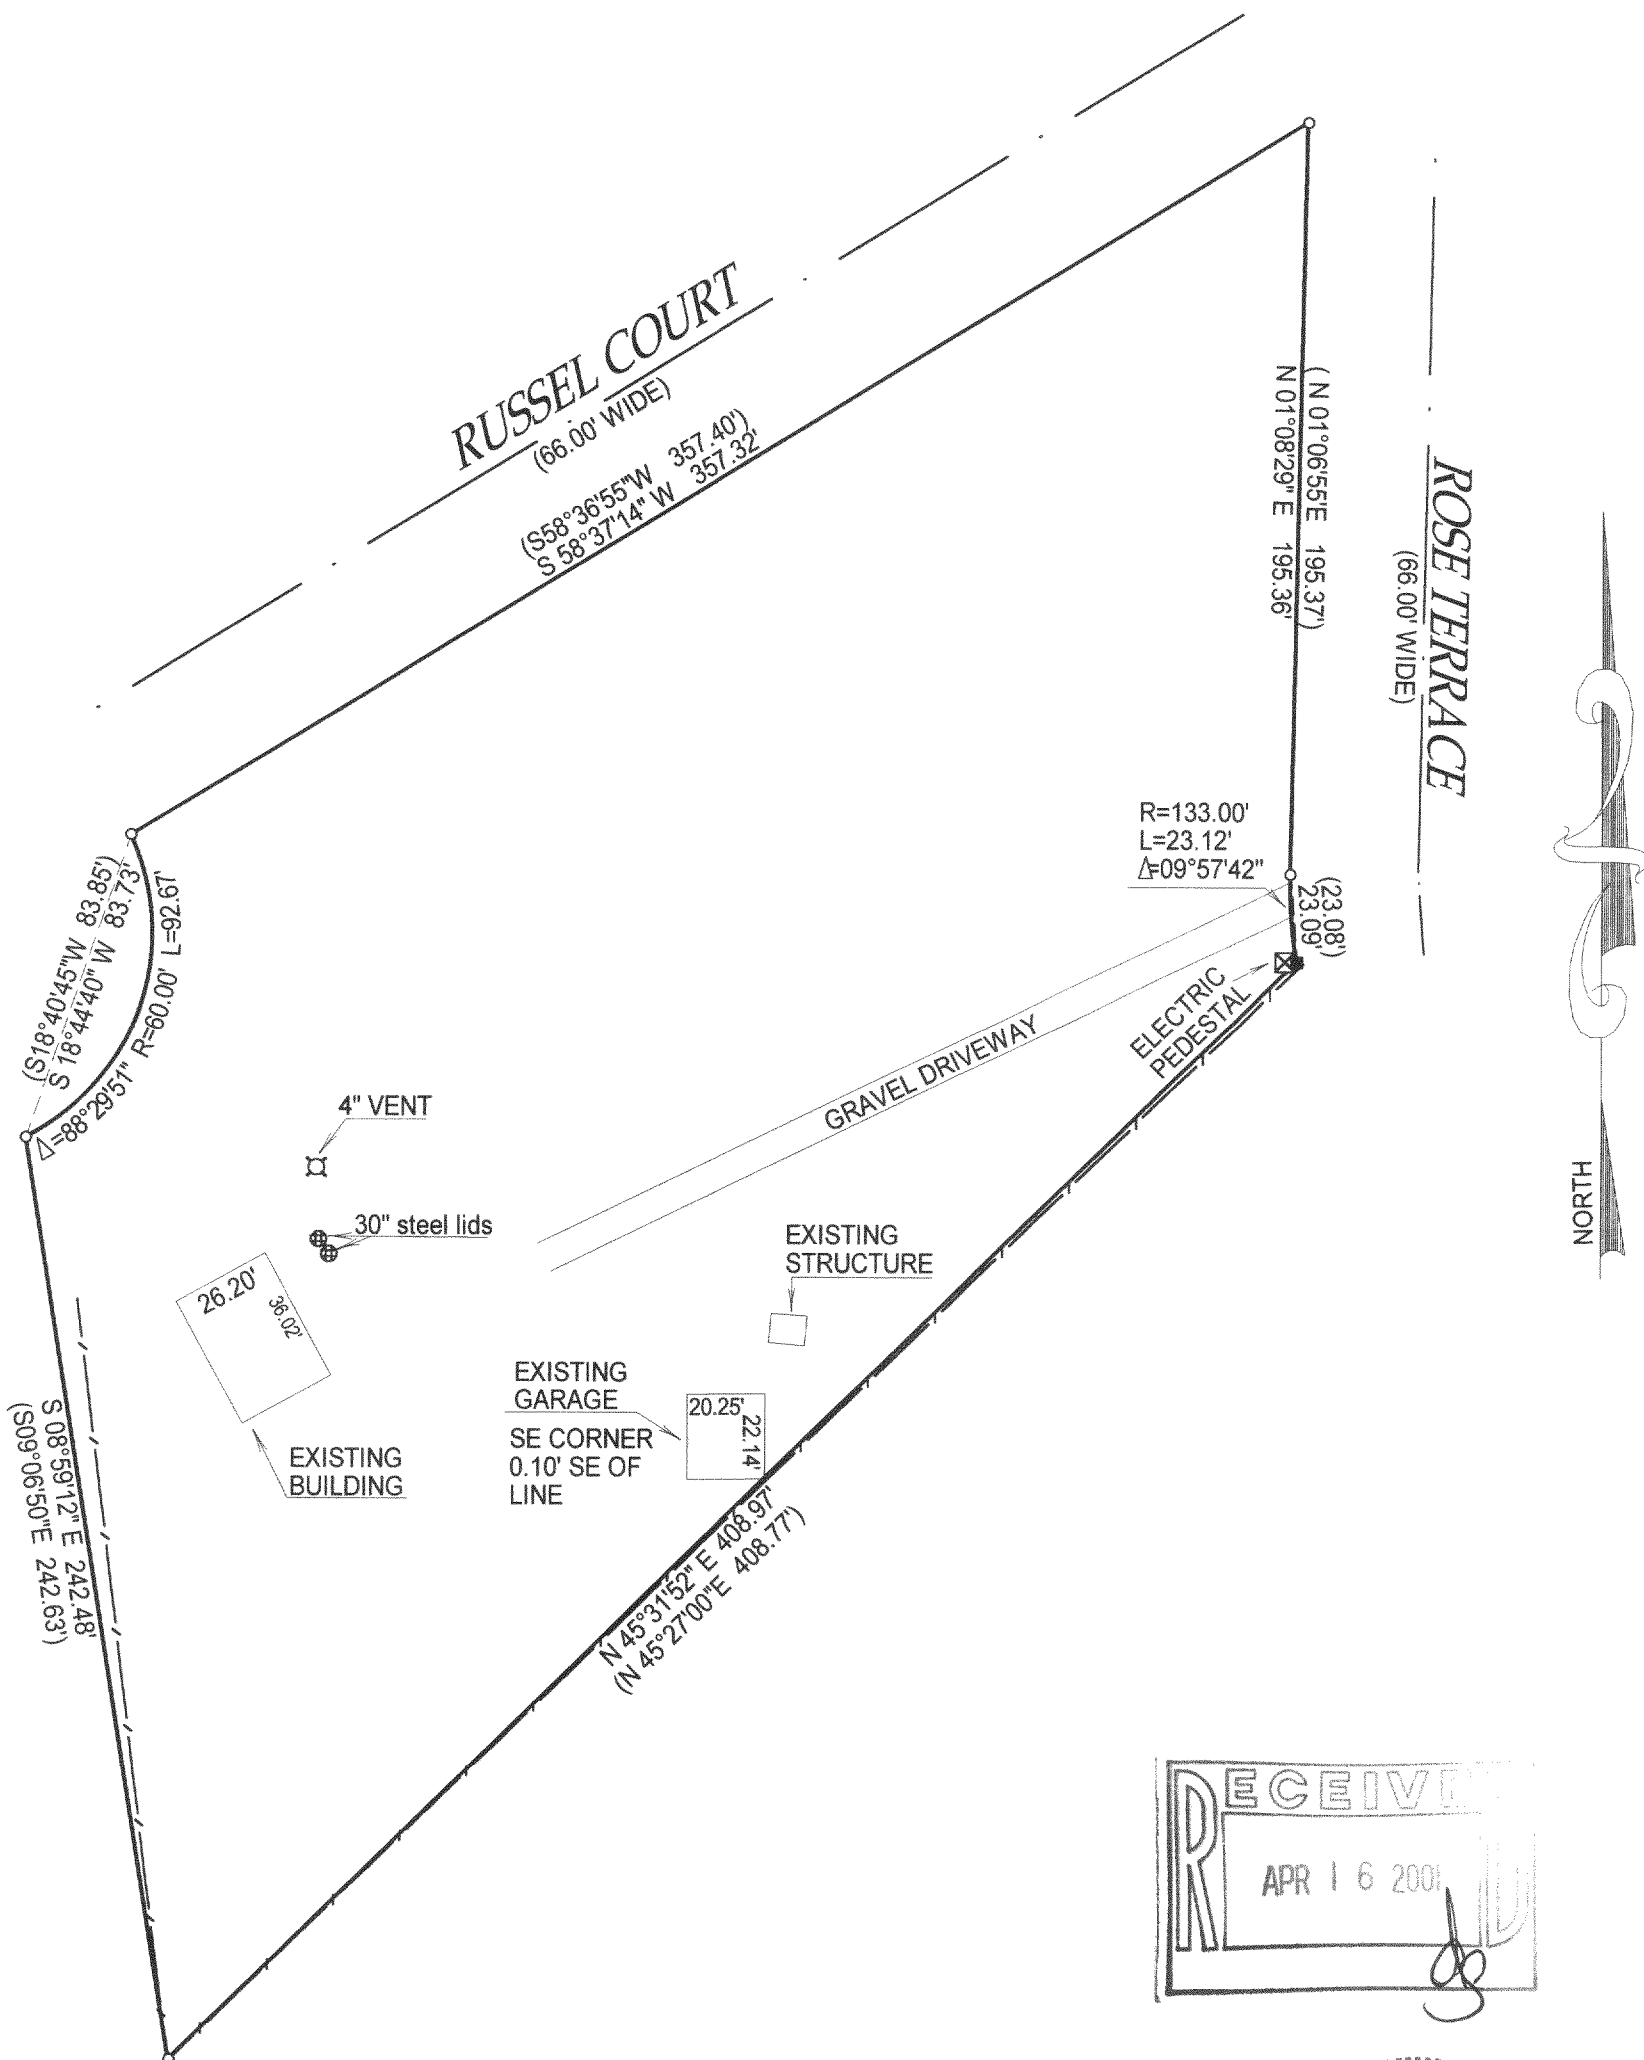 RUSSEL COURT
(66.00' WIDE)
(S58°36'55"W 357.40')
S 58°37'14" W 357.32'
( N 01°06'55'E 195.37')
N 01°08'29" E 195.36'
ROSE TERRACE
(66.00' WIDE)
R=133.00'
L=23.12'
Δ=09°57'42"
(23.08')
23.09'
ELECTRIC
PEDESTAL
GRAVEL DRIVEWAY
(S18°40'45"W 83.85')
S 18°44'40" W 83.73'
Δ=88°29'51" R=60.00' L=92.67'
4" VENT
30" steel lids
NORTH
EXISTING
STRUCTURE
26.20'
36.02'
EXISTING
GARAGE
20.25'
22.14'
SE CORNER
0.10' SE OF
LINE
EXISTING
BUILDING
S 08°59'12" E 242.48'
(S09°06'50"E 242.63')
N 45°31'52" E 408.97'
(N 45°27'00"E 408.77')
RECEIVED
APR 16 2001